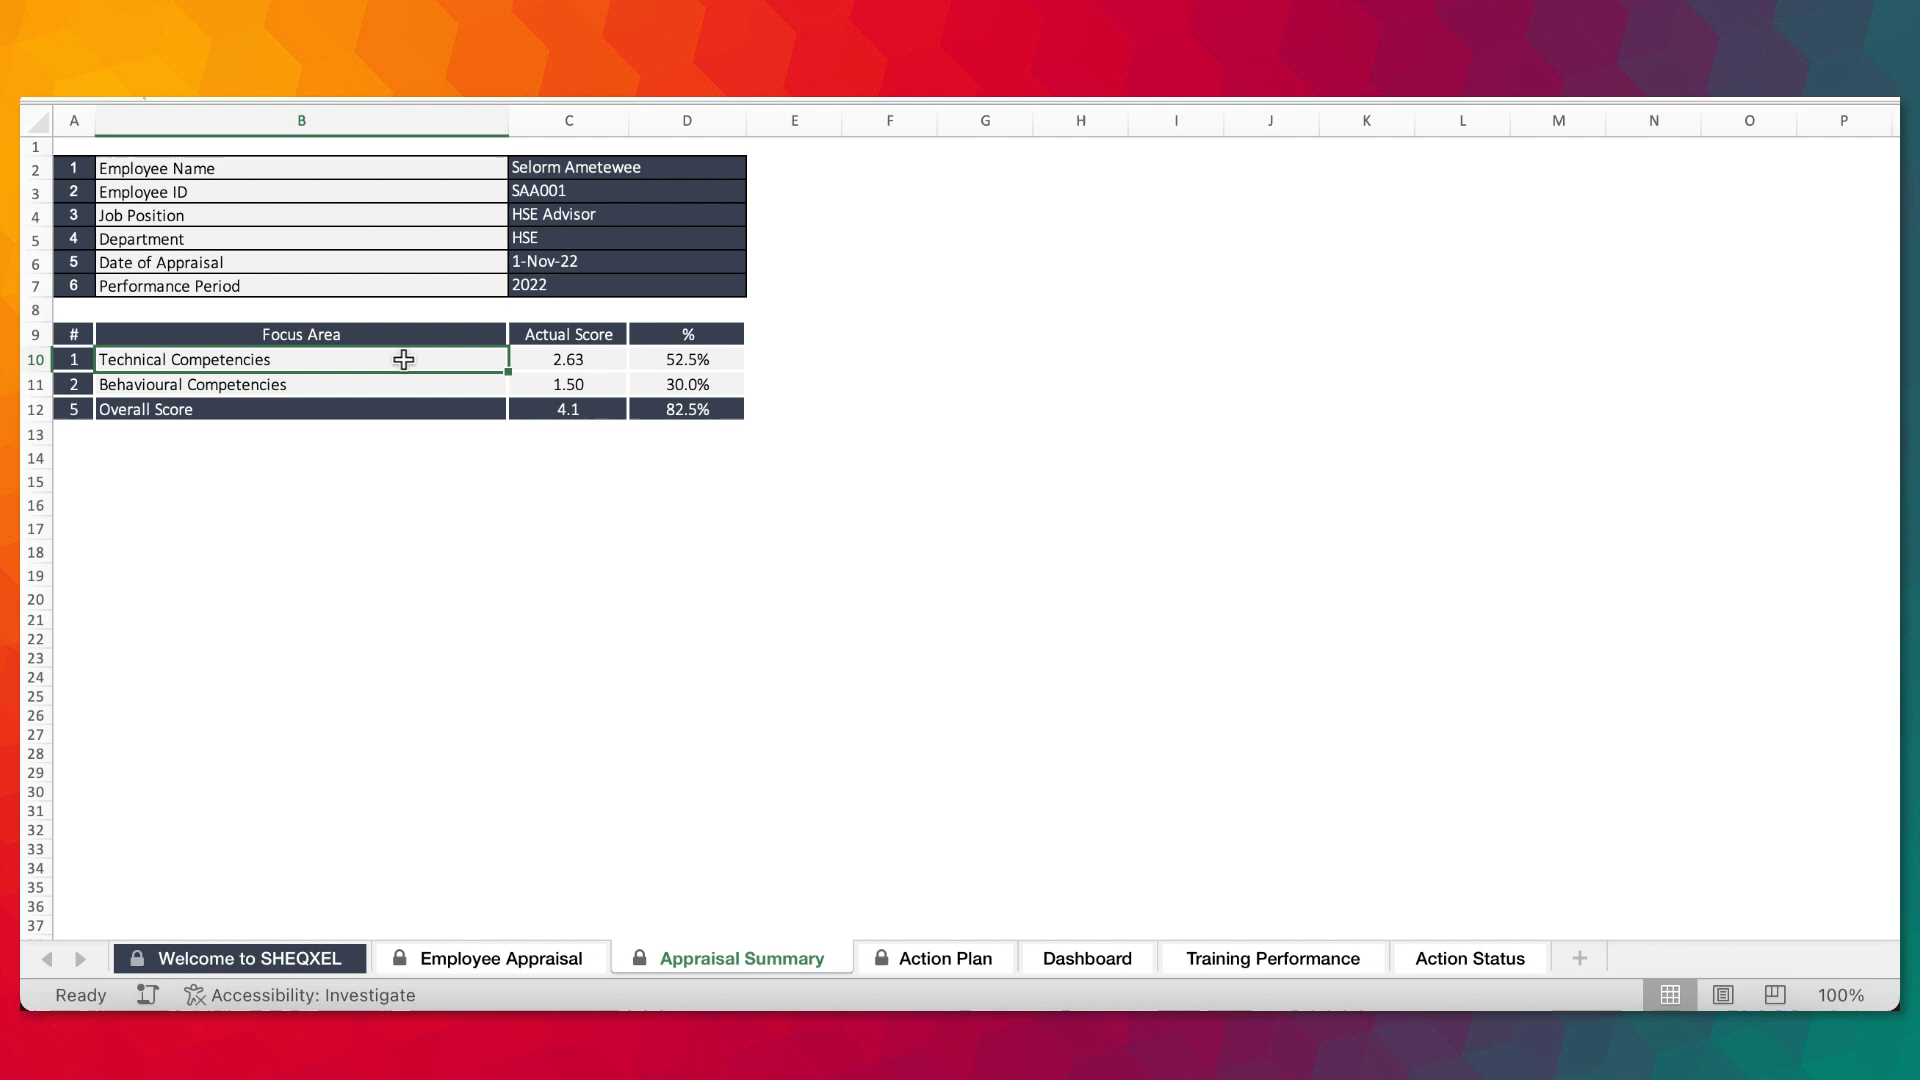 A B C D E F G H I J K L M N O P
1
2 1 Employee Name Selorm Ametewee
3 2 Employee ID SAA001
4 3 Job Position HSE Advisor
5 4 Department HSE
6 5 Date of Appraisal 1-Nov-22
7 6 Performance Period 2022
8
9 # Focus Area Actual Score %
10 1 Technical Competencies 2.63 52.5%
11 2 Behavioural Competencies 1.50 30.0%
12 5 Overall Score 4.1 82.5%
13
14
15
16
17
18
19
20
21
22
23
24
25
26
27
28
29
30
31
32
33
34
35
36
37
Welcome to SHEQXEL Employee Appraisal Appraisal Summary Action Plan Dashboard Training Performance Action Status
Ready Accessibility: Investigate 100%